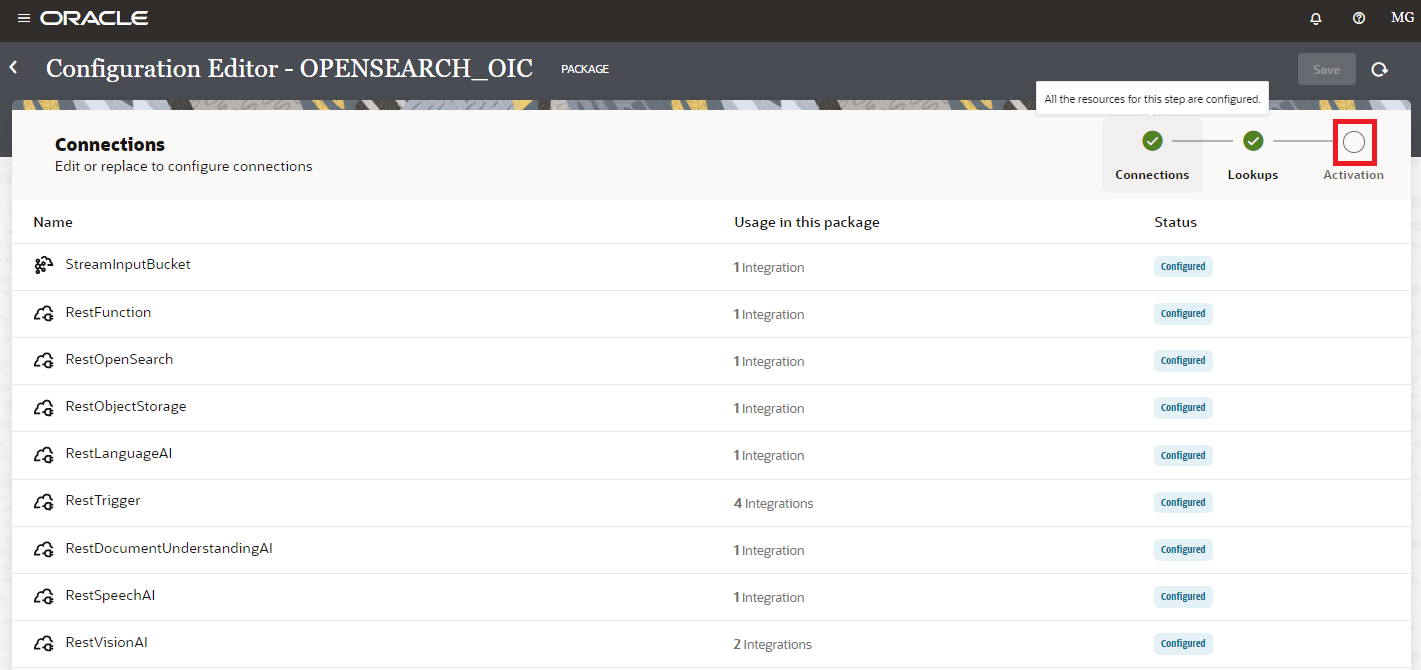 ORACLE
MG
Configuration Editor - OPENSEARCH_OIC PACKAGE
Save
All the resources for this step are configured.
Connections
Edit or replace to configure connections
Connections Lookups Activation
Name Usage in this package Status
StreamInputBucket 1 Integration Configured
RestFunction 1 Integration Configured
RestOpenSearch 1 Integration Configured
RestObjectStorage 1 Integration Configured
RestLanguageAI 1 Integration Configured
RestTrigger 4 Integrations Configured
RestDocumentUnderstandingAI 1 Integration Configured
RestSpeechAI 1 Integration Configured
RestVisionAI 2 Integrations Configured